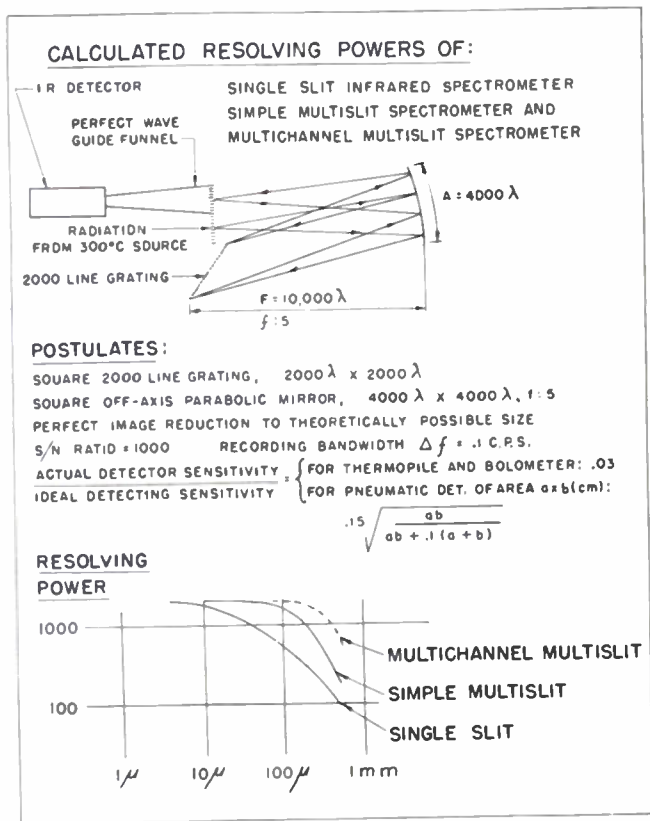 CALCULATED RESOLVING POWERS OF:
SINGLE SLIT INFRARED SPECTROMETER
SIMPLE MULTISLIT SPECTROMETER AND
MULTICHANNEL MULTISLIT SPECTROMETER
IR DETECTOR
PERFECT WAVE
GUIDE FUNNEL
A = 4000 λ
RADIATION
FROM 300°C SOURCE
2000 LINE GRATING
F = 10,000 λ
f:5
POSTULATES:
SQUARE 2000 LINE GRATING, 2000 λ x 2000 λ
SQUARE OFF-AXIS PARABOLIC MIRROR, 4000 λ X 4000 λ, f:5
PERFECT IMAGE REDUCTION TO THEORETICALLY POSSIBLE SIZE
S/N RATIO = 1000 RECORDING BANDWIDTH Δf = .1 C.P.S.
ACTUAL DETECTOR SENSITIVITY = { FOR THERMOPILE AND BOLOMETER: .03
IDEAL DETECTING SENSITIVITY { FOR PNEUMATIC DET. OF AREA axb(cm):
.15 √ ab
ab + .1 (a + b)
RESOLVING
POWER
1000
100
MULTICHANNEL MULTISLIT
SIMPLE MULTISLIT
SINGLE SLIT
1μ 10μ 100μ 1mm